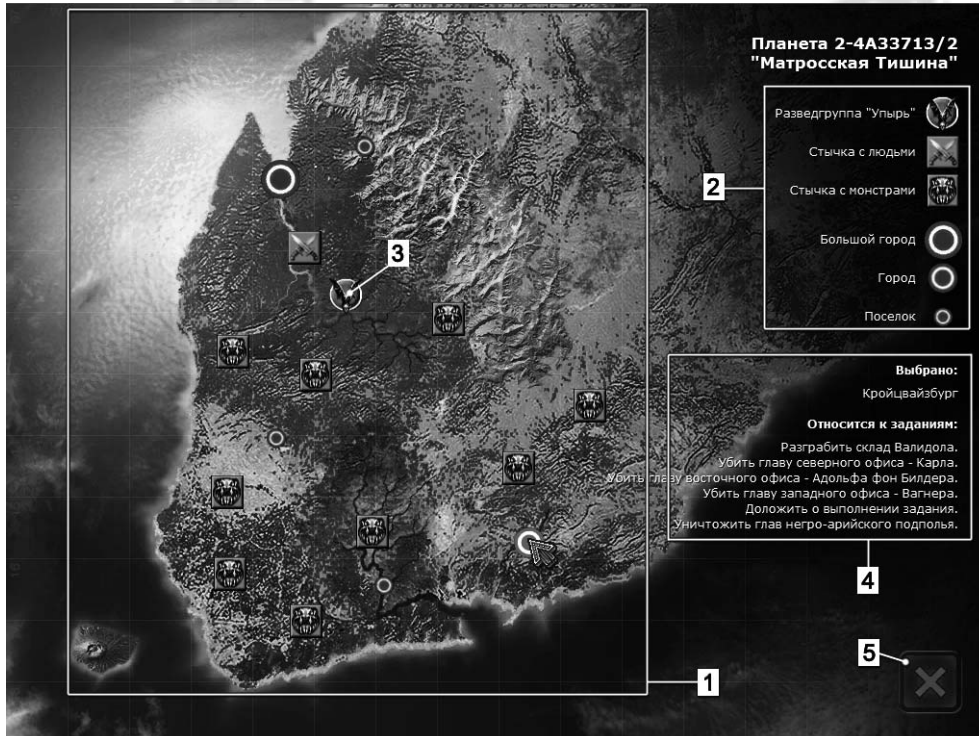 Планета 2-4А33713/2
"Матросская Тишина"
Разведгруппа "Упырь"
Стычка с людьми
2
Стычка с монстрами
Большой город
3
Город
Поселок
Выбрано:
Кройцвайзбург
Относится к заданиям:
Разграбить склад Валидола.
Убить главу северного офиса - Карла.
Убить главу восточного офиса - Адольфа фон Билдера.
Убить главу западного офиса - Вагнера.
Доложить о выполнении задания.
Уничтожить глав негро-арийского подполья.
4
5
1